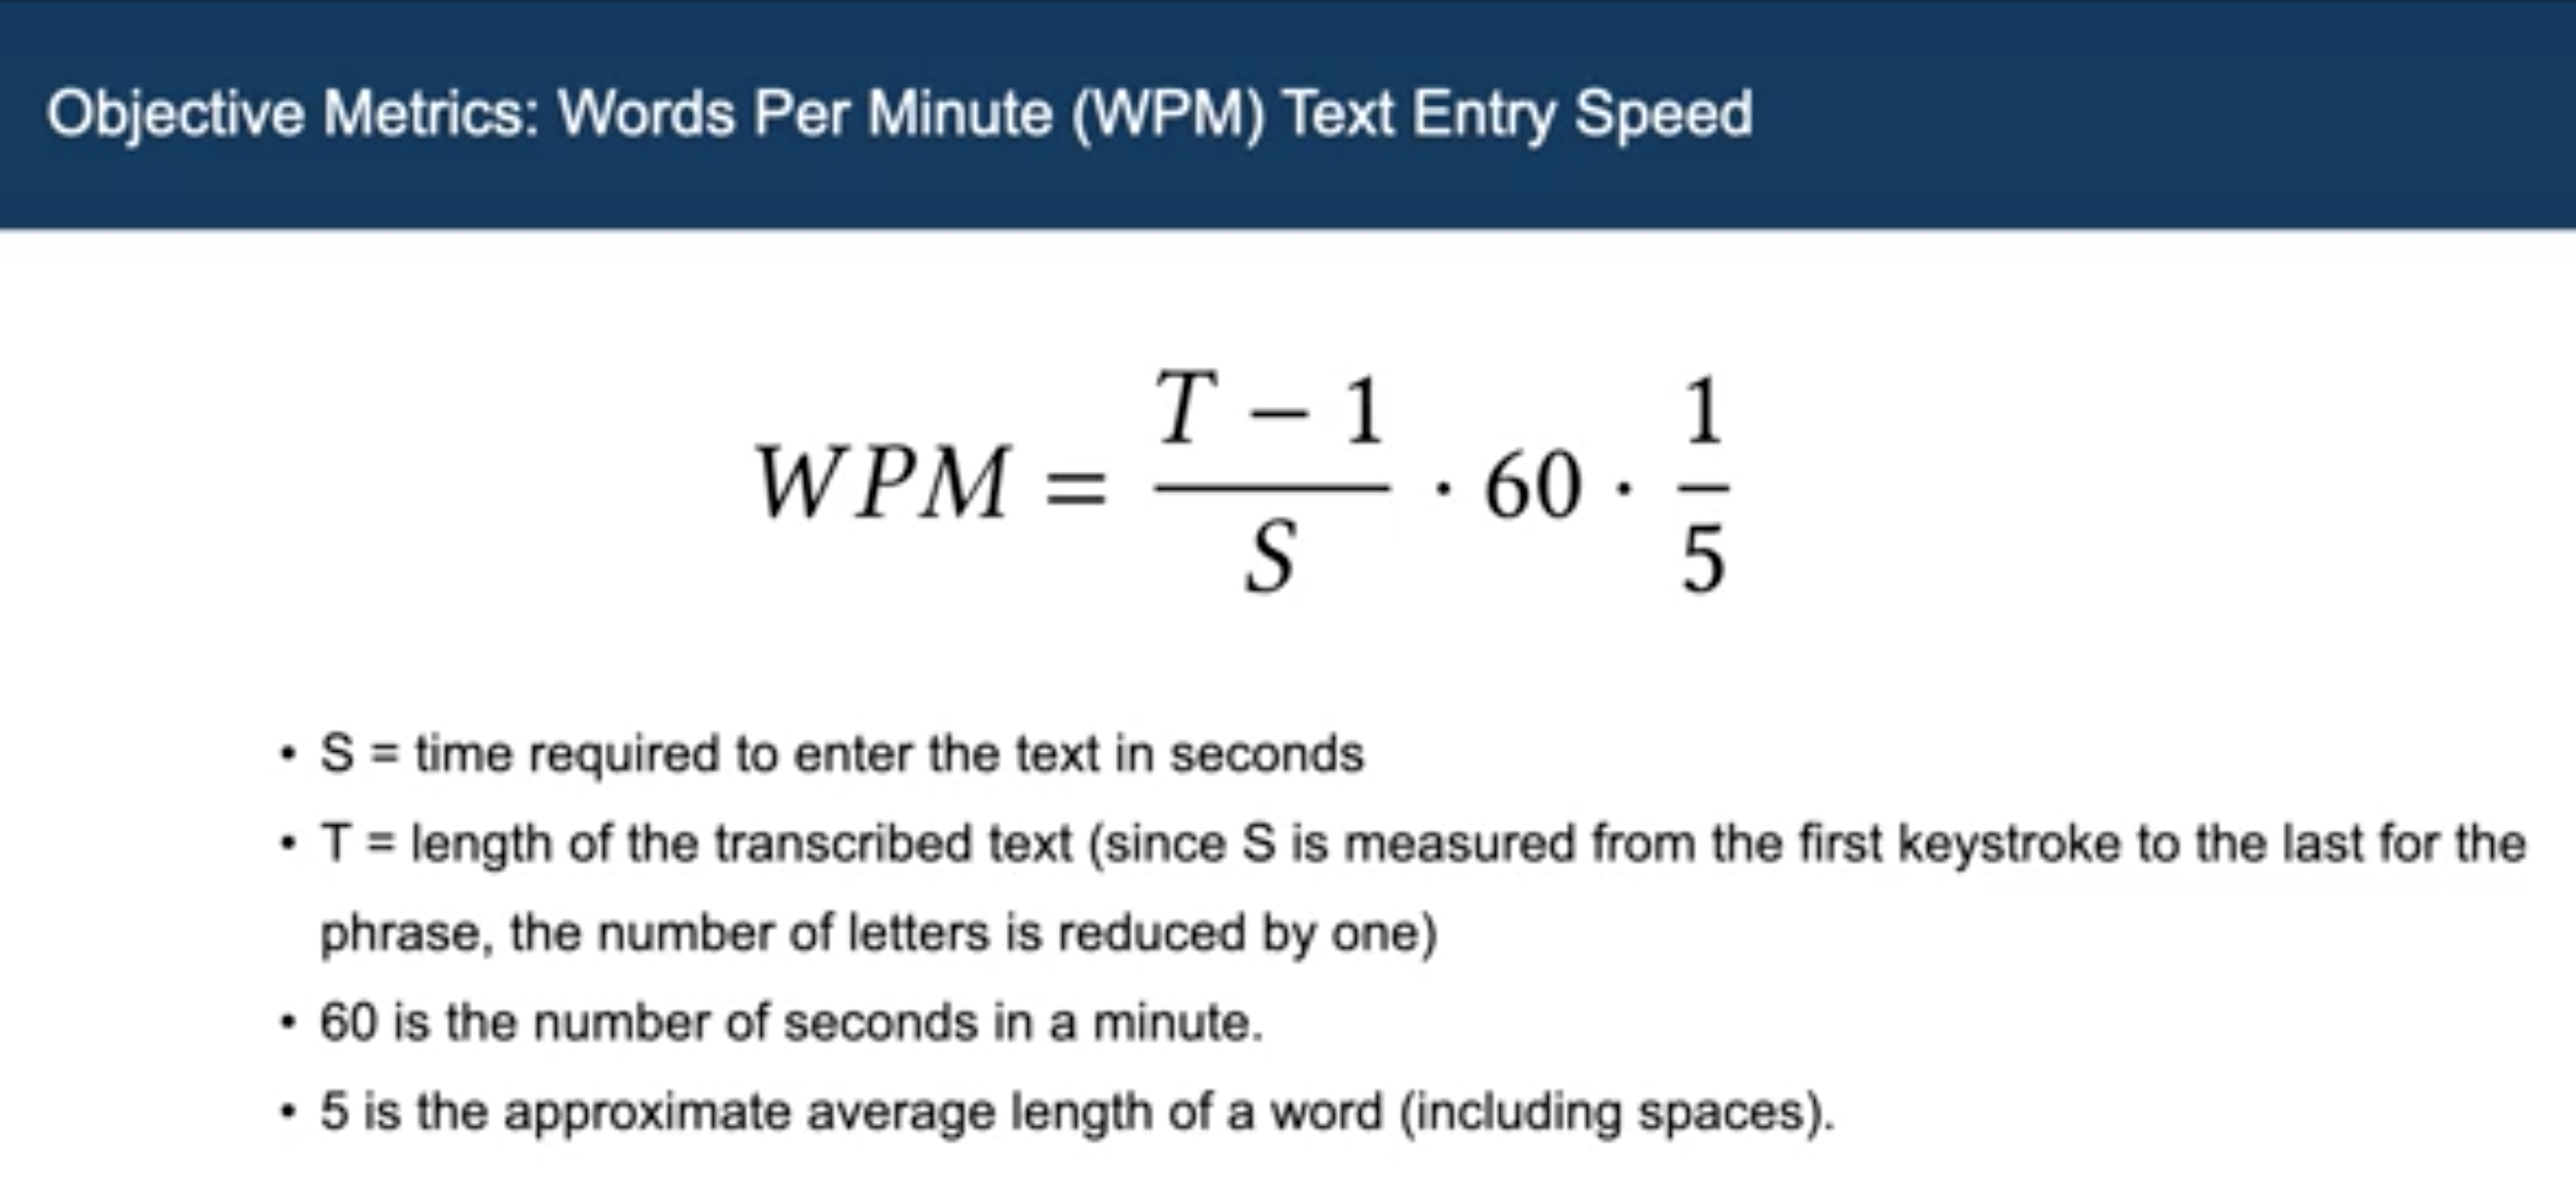 Objective Metrics: Words Per Minute (WPM) Text Entry Speed
WPM = \frac{T - 1}{S} · 60 · \frac{1}{5}
• S = time required to enter the text in seconds
• T = length of the transcribed text (since S is measured from the first keystroke to the last for the
phrase, the number of letters is reduced by one)
• 60 is the number of seconds in a minute.
• 5 is the approximate average length of a word (including spaces).